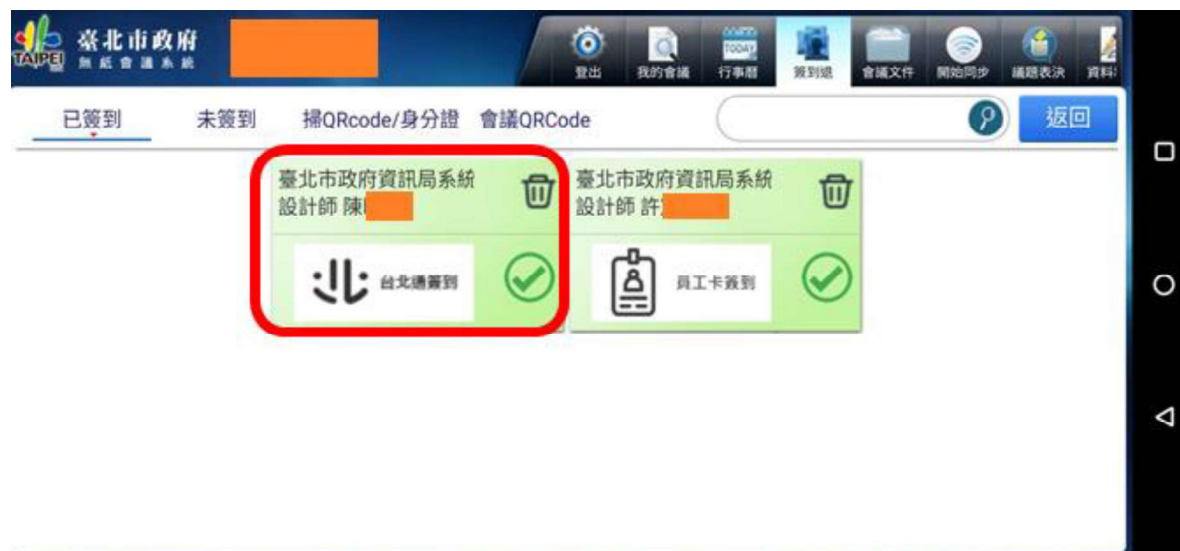 TAIPEI
臺北市政府
無紙會議系統
登出
我的會議
TODAY
行事曆
簽到退
會議文件
開始同步
議題表決
資料
已簽到
未簽到
掃QRcode/身分證
會議QRCode
返回
臺北市政府資訊局系統
設計師 陳
台北通簽到
臺北市政府資訊局系統
設計師 許
員工卡簽到